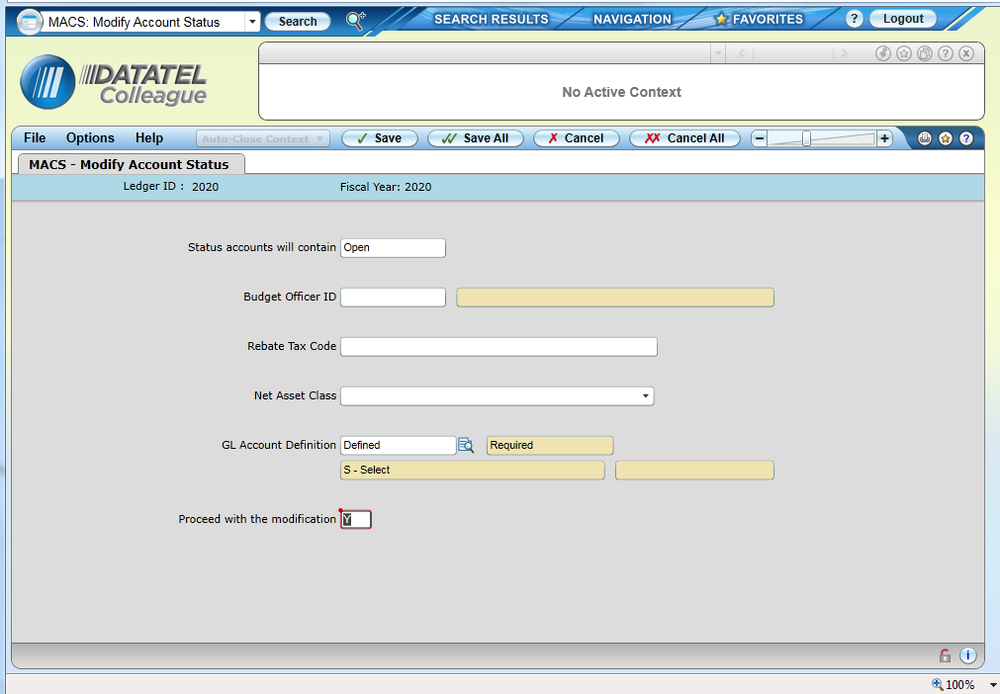 MACS: Modify Account Status Search SEARCH RESULTS NAVIGATION FAVORITES ? Logout
DATATEL
Colleague
No Active Context
File Options Help Auto-Close Context Save Save All Cancel Cancel All
MACS - Modify Account Status
Ledger ID : 2020 Fiscal Year: 2020
Status accounts will contain Open
Budget Officer ID
Rebate Tax Code
Net Asset Class
GL Account Definition Defined Required
S - Select
Proceed with the modification Y
100%